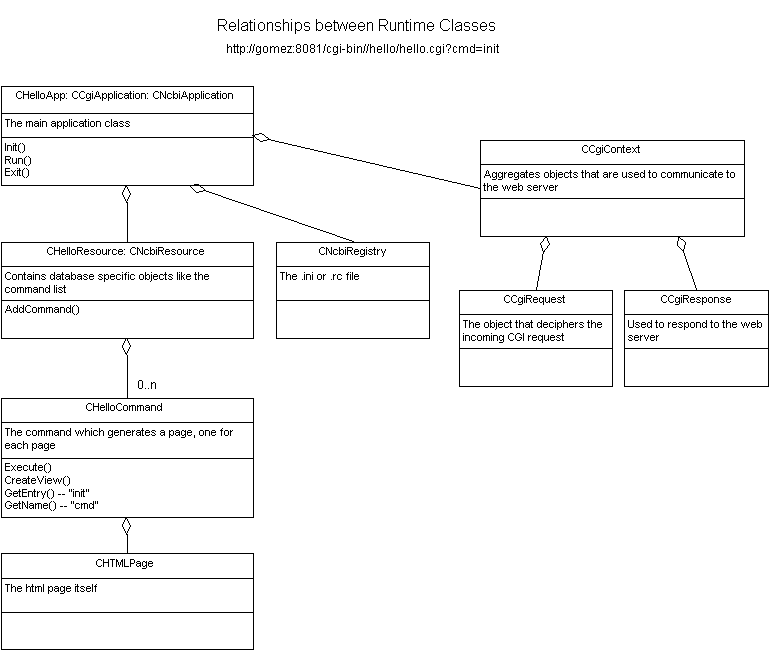 Relationships between Runtime Classes
http://gomez:8081/cgi-bin//hello/hello.cgi?cmd=init
CHelloApp: CCgiApplication: CNcbiApplication
The main application class
Init()
Run()
Exit()
CCgiContext
Aggregates objects that are used to communicate to
the web server
CHelloResource: CNcbiResource
Contains database specific objects like the
command list
AddCommand()
CNcbiRegistry
The .ini or .rc file
CCgiRequest
The object that deciphers the
incoming CGI request
CCgiResponse
Used to respond to the web
server
0..n
CHelloCommand
The command which generates a page, one for
each page
Execute()
CreateView()
GetEntry() -- "init"
GetName() -- "cmd"
CHTMLPage
The html page itself